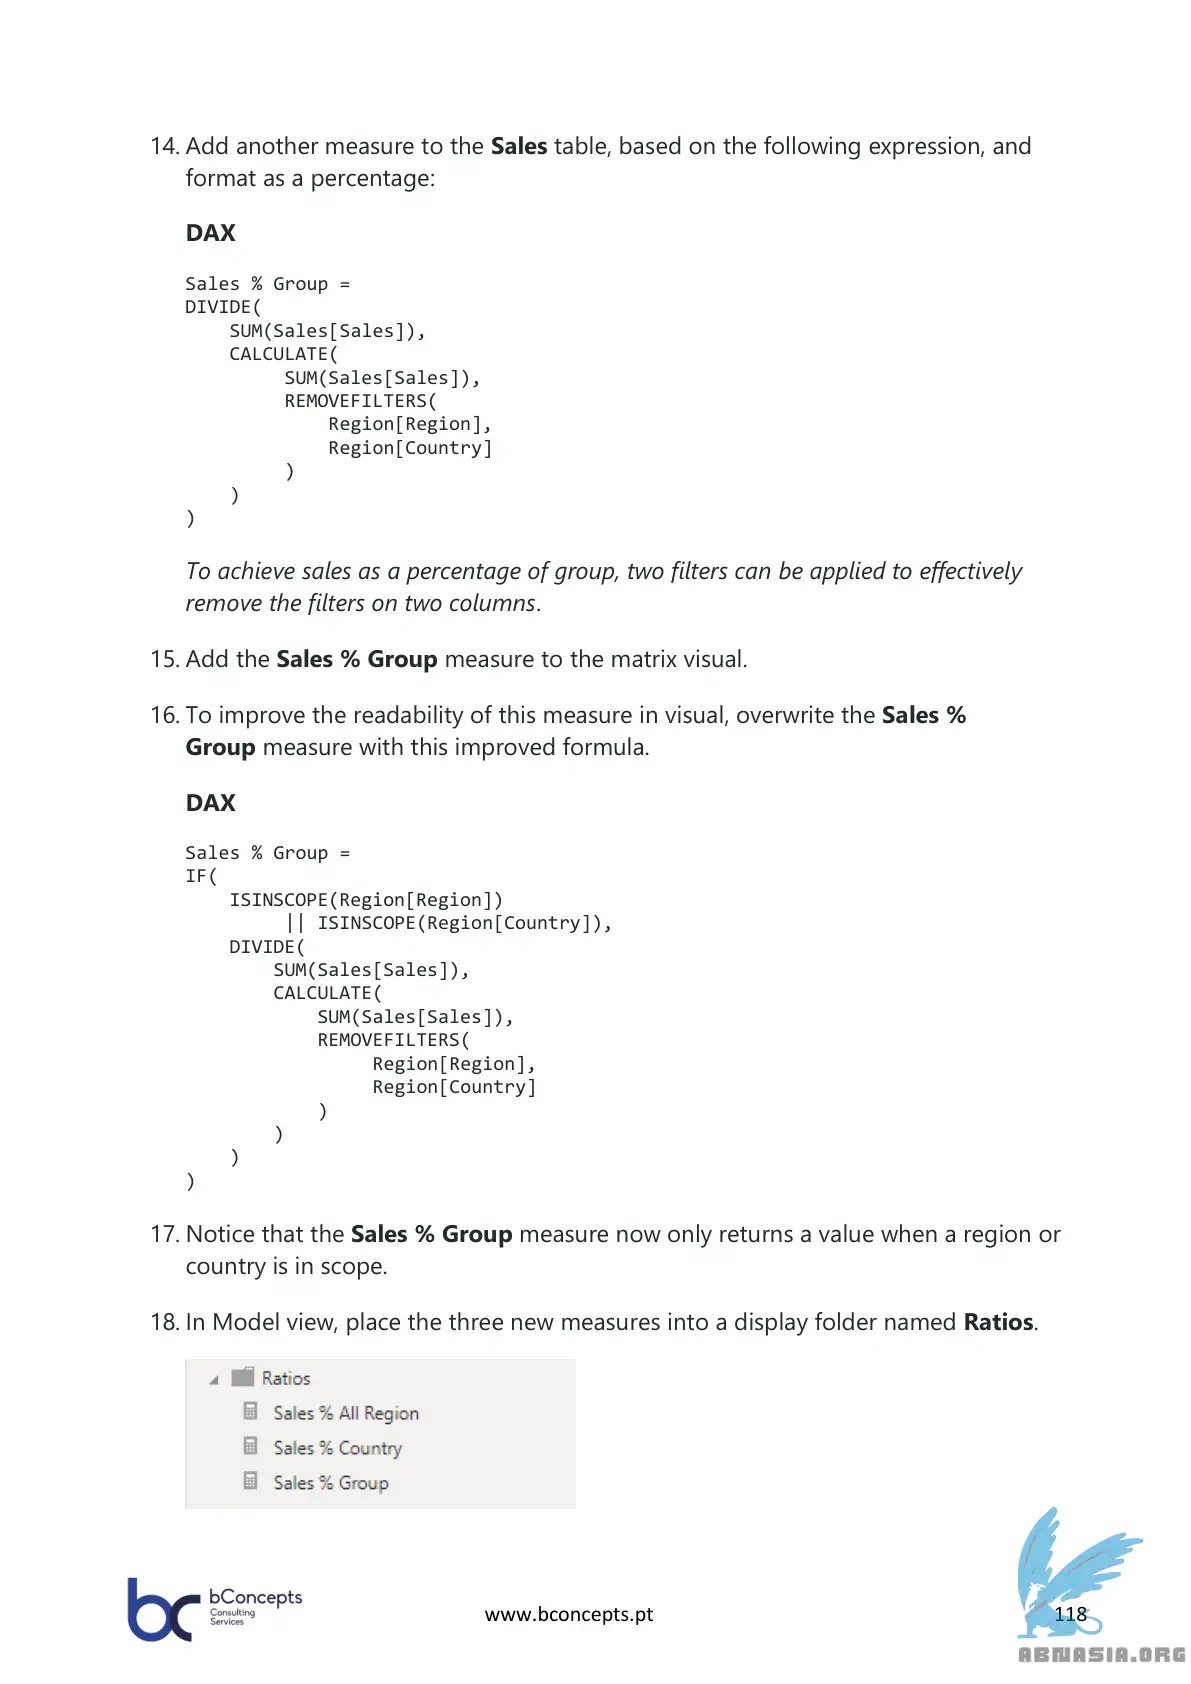 14. Add another measure to the Sales table, based on the following expression, and
format as a percentage:
DAX
Sales % Group =
DIVIDE(
    SUM(Sales[Sales]),
    CALCULATE(
         SUM(Sales[Sales]),
         REMOVEFILTERS(
             Region[Region],
             Region[Country]
         )
    )
)
To achieve sales as a percentage of group, two filters can be applied to effectively
remove the filters on two columns.
15. Add the Sales % Group measure to the matrix visual.
16. To improve the readability of this measure in visual, overwrite the Sales %
Group measure with this improved formula.
DAX
Sales % Group =
IF(
    ISINSCOPE(Region[Region])
         || ISINSCOPE(Region[Country]),
    DIVIDE(
        SUM(Sales[Sales]),
        CALCULATE(
            SUM(Sales[Sales]),
            REMOVEFILTERS(
                 Region[Region],
                 Region[Country]
            )
        )
    )
)
17. Notice that the Sales % Group measure now only returns a value when a region or
country is in scope.
18. In Model view, place the three new measures into a display folder named Ratios.
Ratios
Sales % All Region
Sales % Country
Sales % Group
bc bConcepts
Consulting
Services
www.bconcepts.pt
118
ABNASIA.ORG